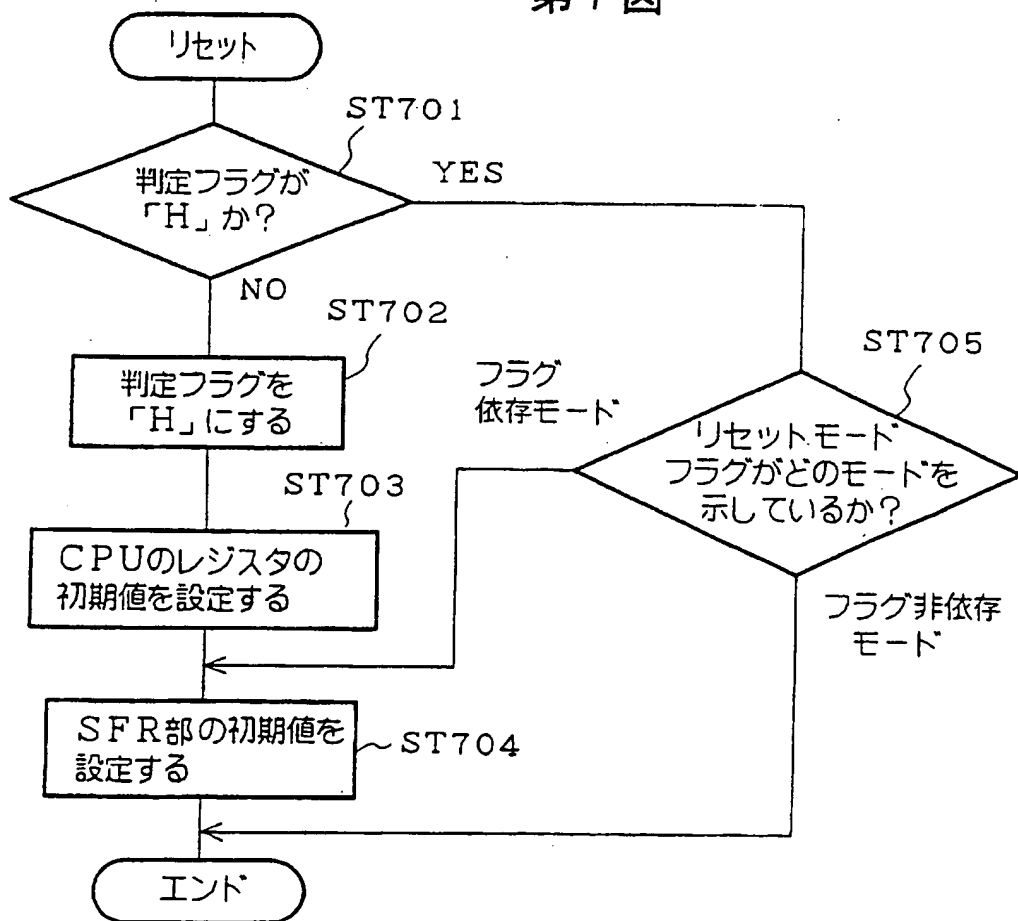 第7図
リセット
ST701
判定フラグが
「H」か?
YES
NO
ST702
判定フラグを
「H」にする
ST703
CPUのレジスタの
初期値を設定する
SFR部の初期値を
設定する
ST704
エンド
フラグ
依存モード
ST705
リセットモード
フラグがどのモードを
示しているか?
フラグ非依存
モード